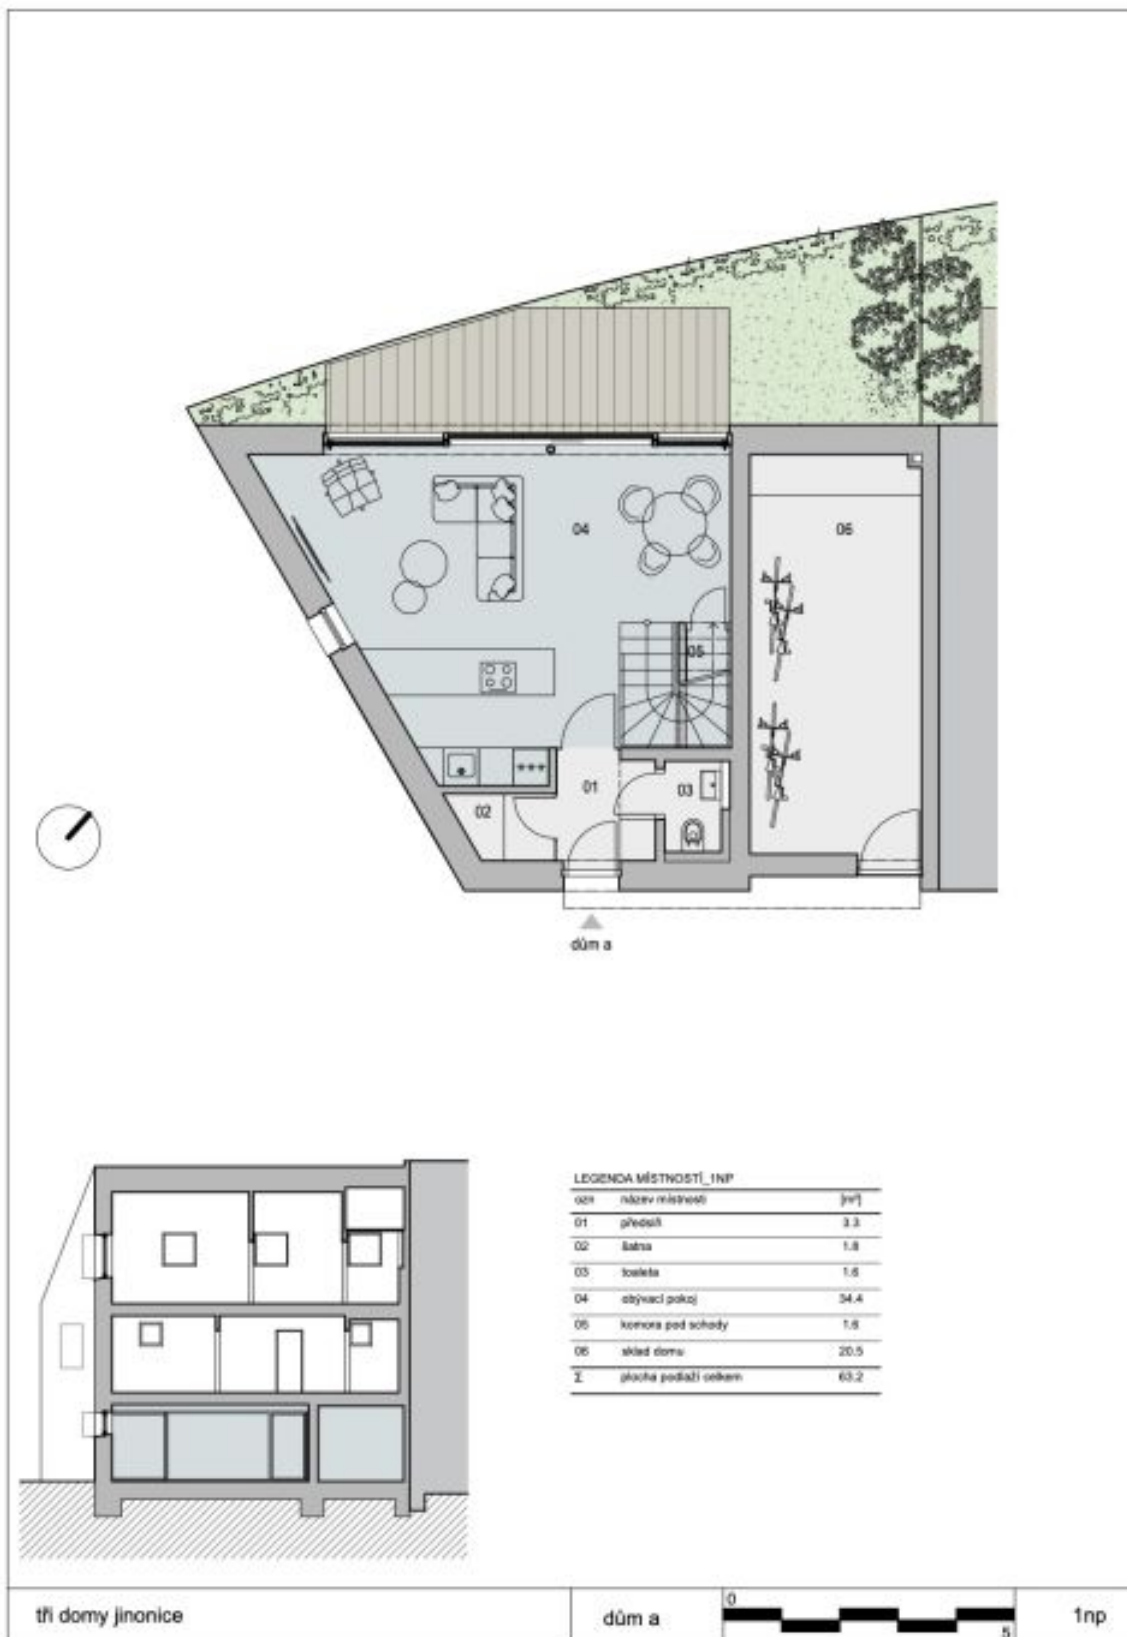 04
06
05
01
03
02
dům a
LEGENDA MÍSTNOSTÍ_1NP
ozn název místnosti [m²]
01 předsíň 3.3
02 šatna 1.8
03 toaleta 1.6
04 obývací pokoj 34.4
05 komora pod schody 1.6
06 sklad domu 20.5
Σ plocha podlaží celkem 63.2
tři domy jinonice
dům a
0
5
1np